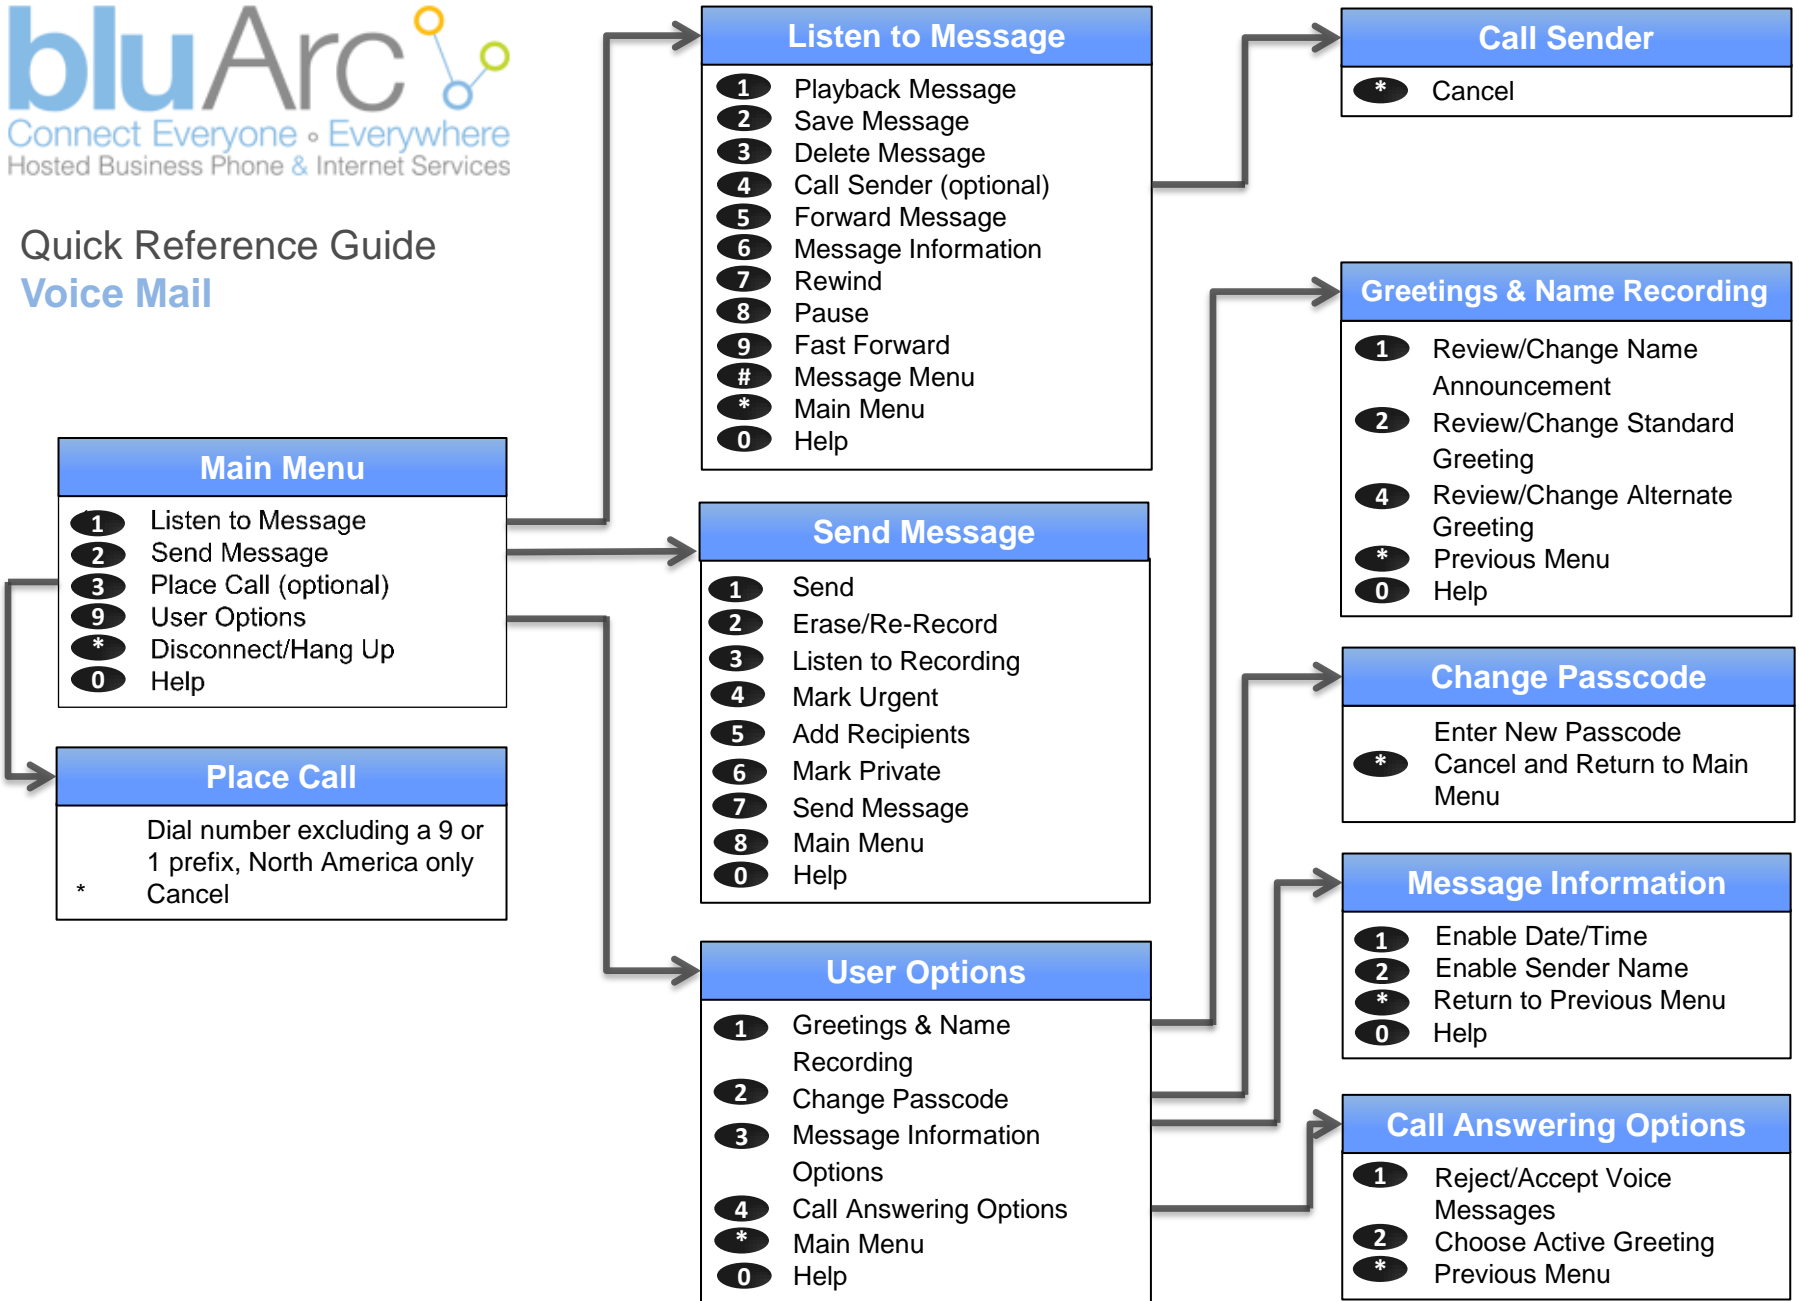 bluArc
Connect Everyone ∘ Everywhere
Hosted Business Phone & Internet Services
Quick Reference Guide
Voice Mail
Main Menu
1 Listen to Message
2 Send Message
3 Place Call (optional)
9 User Options
* Disconnect/Hang Up
0 Help
Place Call
Dial number excluding a 9 or
1 prefix, North America only
* Cancel
Listen to Message
1 Playback Message
2 Save Message
3 Delete Message
4 Call Sender (optional)
5 Forward Message
6 Message Information
7 Rewind
8 Pause
9 Fast Forward
# Message Menu
* Main Menu
0 Help
Send Message
1 Send
2 Erase/Re-Record
3 Listen to Recording
4 Mark Urgent
5 Add Recipients
6 Mark Private
7 Send Message
8 Main Menu
0 Help
User Options
1 Greetings & Name
Recording
2 Change Passcode
3 Message Information
Options
4 Call Answering Options
* Main Menu
0 Help
Call Sender
* Cancel
Greetings & Name Recording
1 Review/Change Name
Announcement
2 Review/Change Standard
Greeting
4 Review/Change Alternate
Greeting
* Previous Menu
0 Help
Change Passcode
Enter New Passcode
* Cancel and Return to Main
Menu
Message Information
1 Enable Date/Time
2 Enable Sender Name
* Return to Previous Menu
0 Help
Call Answering Options
1 Reject/Accept Voice
Messages
2 Choose Active Greeting
* Previous Menu